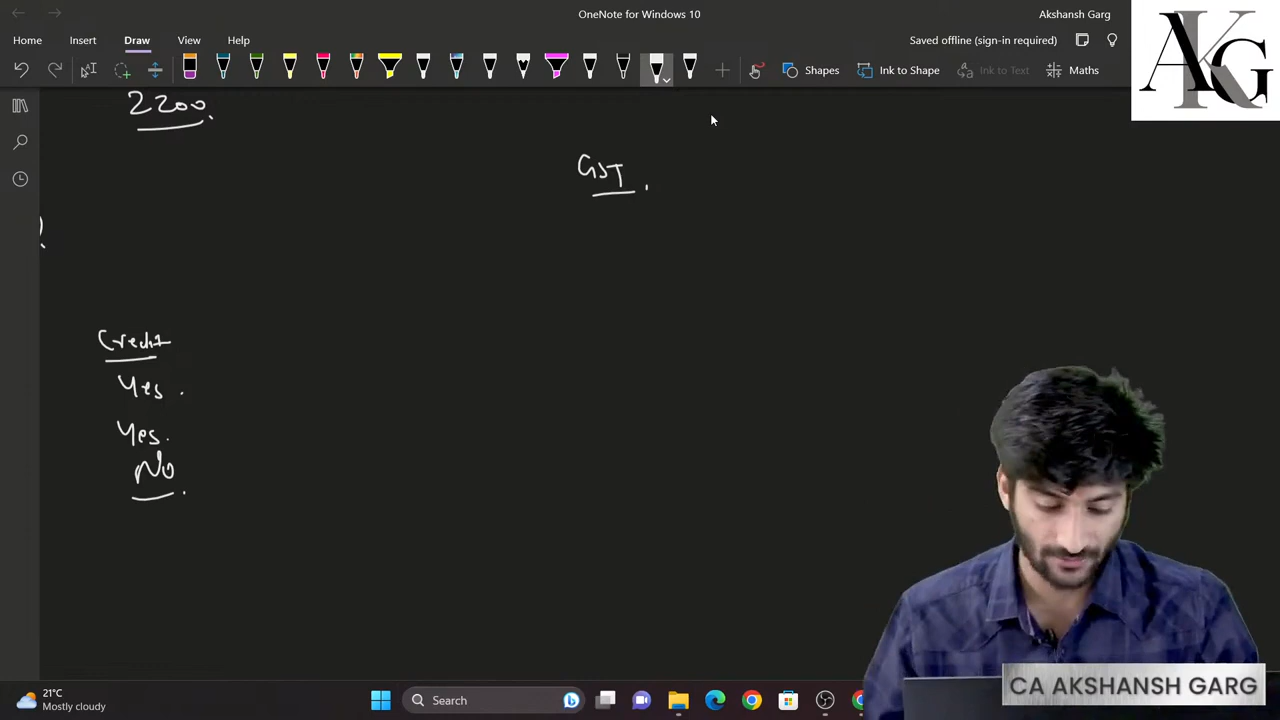 OneNote for Windows 10
Akshansh Garg
Home Insert Draw View Help
Saved offline (sign-in required)
Shapes Ink to Shape Ink to Text Maths
AKG
2200.
GST.
Credit
Yes.
Yes.
No.
CA AKSHANSH GARG
21°C
Mostly cloudy
Search